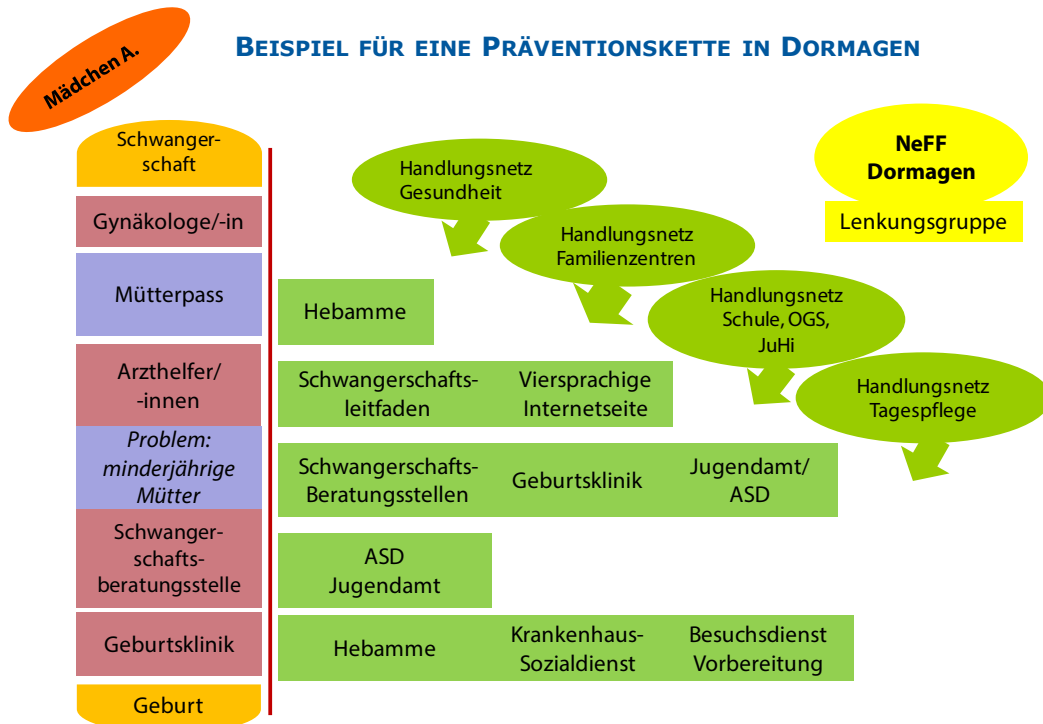 BEISPIEL FÜR EINE PRÄVENTIONSKETTE IN DORMAGEN
Mädchen A.
Schwanger-
schaft
Gynäkologe/-in
Mütterpass
Arzthelfer/
-innen
Problem:
minderjährige
Mütter
Schwanger-
schafts-
beratungsstelle
Geburtsklinik
Geburt
Hebamme
Schwangerschafts-
leitfaden
Viersprachige
Internetseite
Schwangerschafts-
Beratungsstellen
Geburtsklinik
Jugendamt/
ASD
ASD
Jugendamt
Hebamme
Krankenhaus-
Sozialdienst
Besuchsdienst
Vorbereitung
Handlungsnetz
Gesundheit
Handlungsnetz
Familienzentren
Handlungsnetz
Schule, OGS,
JuHi
Handlungsnetz
Tagespflege
NeFF
Dormagen
Lenkungsgruppe